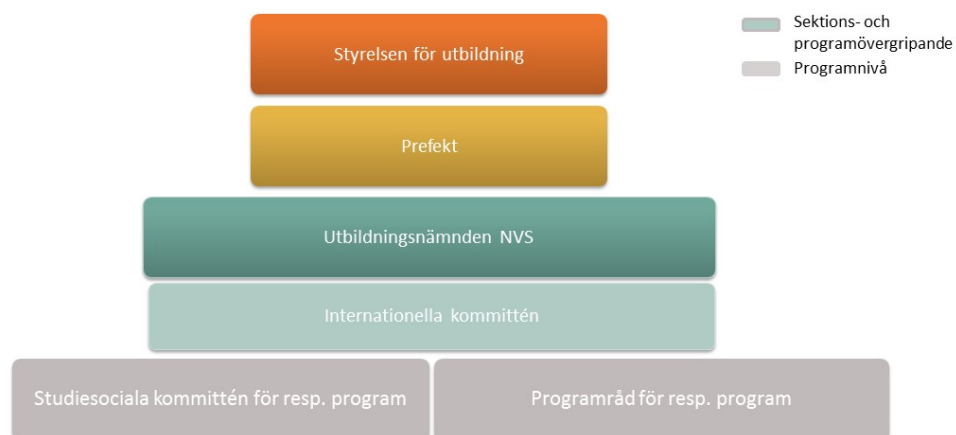 Styrelsen för utbildning
Sektions- och
programövergripande
Programnivå
Prefekt
Utbildningsnämnden NVS
Internationella kommittén
Studiesociala kommittén för resp. program
Programråd för resp. program